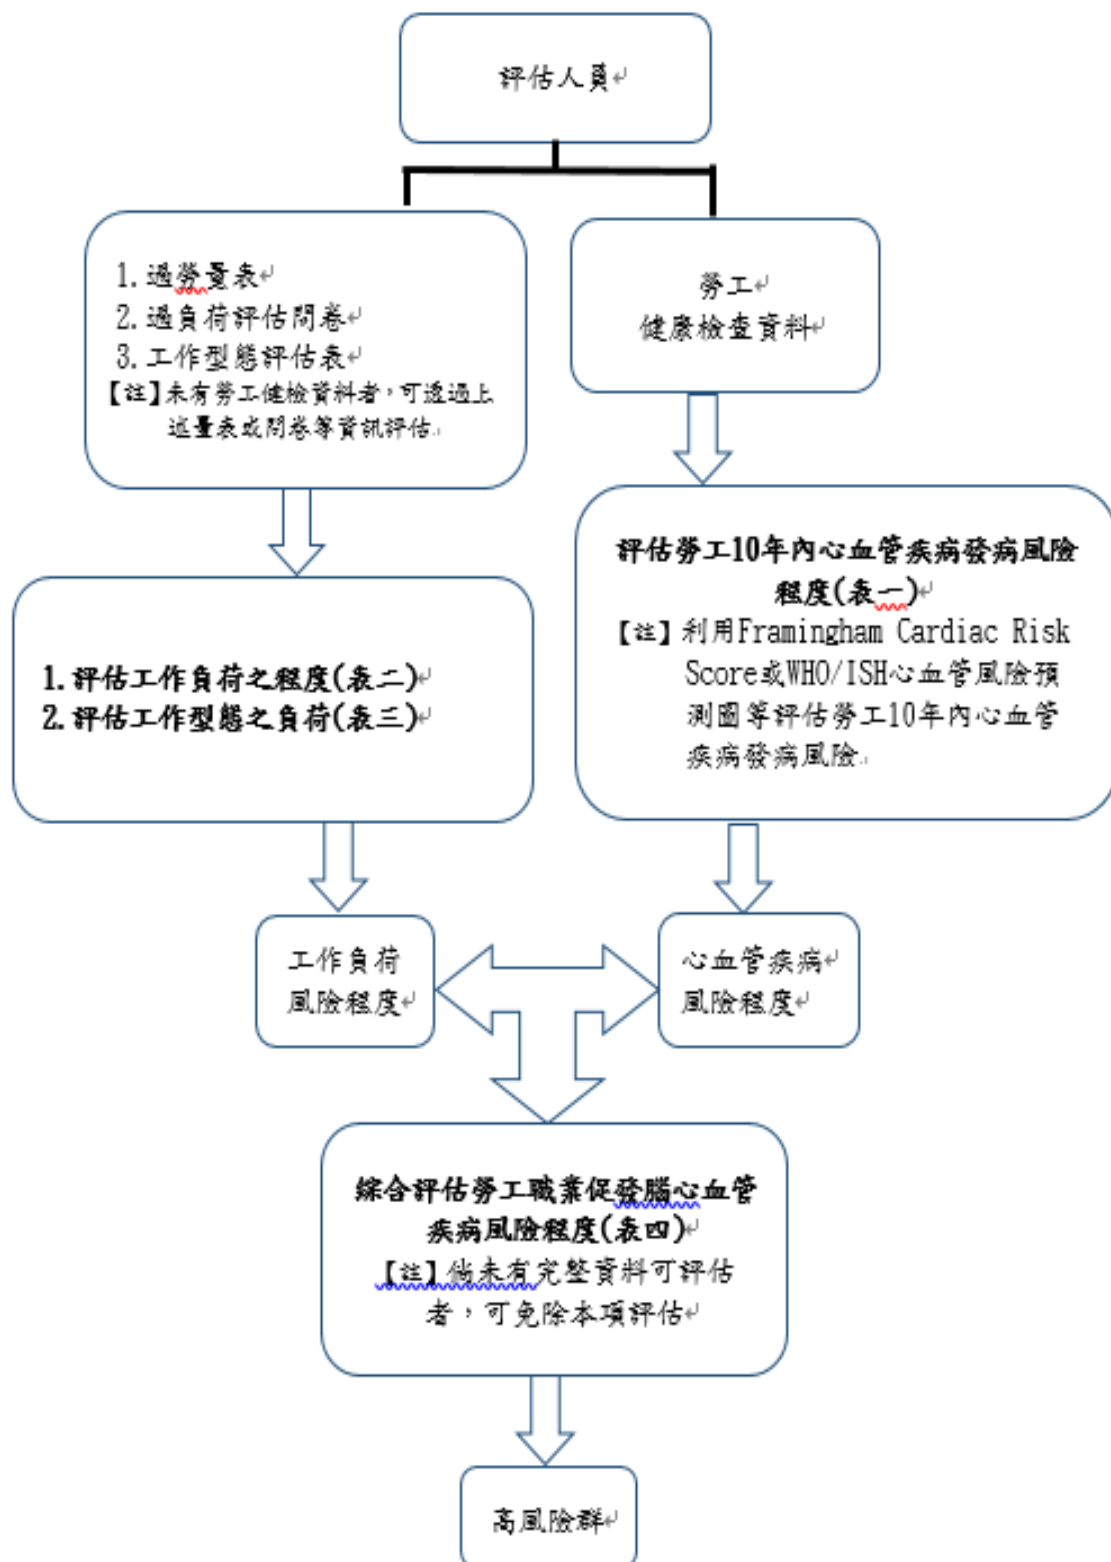 評估人員
1.過勞量表
2.過負荷評估問卷
3.工作型態評估表
【註】未有勞工健檢資料者，可透過上
述量表或問卷等資訊評估.
勞工
健康檢查資料
1.評估工作負荷之程度(表二)
2.評估工作型態之負荷(表三)
評估勞工10年內心血管疾病發病風險
程度(表一)
【註】利用Framingham Cardiac Risk
Score或WHO/ISH心血管風險預
測圖等評估勞工10年內心血管
疾病發病風險.
工作負荷
風險程度
心血管疾病
風險程度
綜合評估勞工職業促發腦心血管
疾病風險程度(表四)
【註】倘未有完整資料可評估
者，可免除本項評估
高風險群